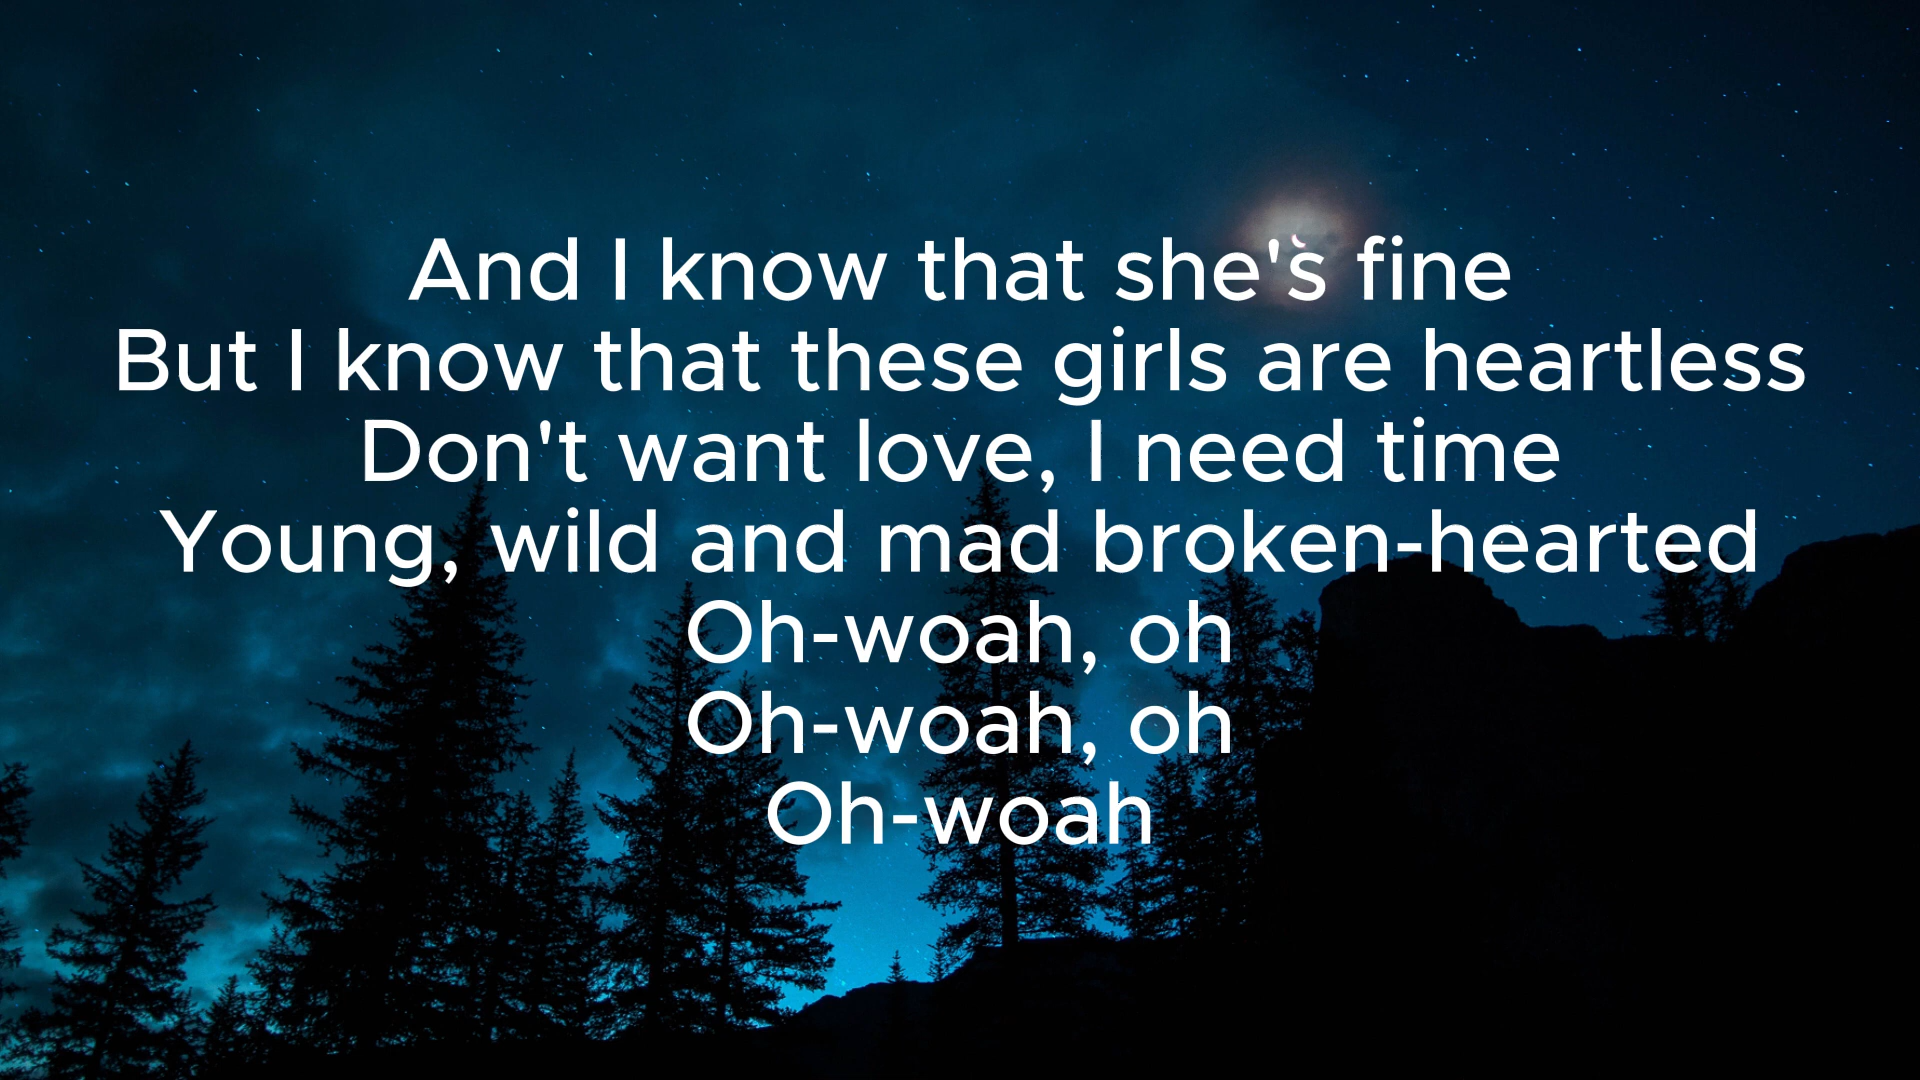 And I know that she's fine
But I know that these girls are heartless
Don't want love, I need time
Young, wild and mad broken-hearted
Oh-woah, oh
Oh-woah, oh
Oh-woah